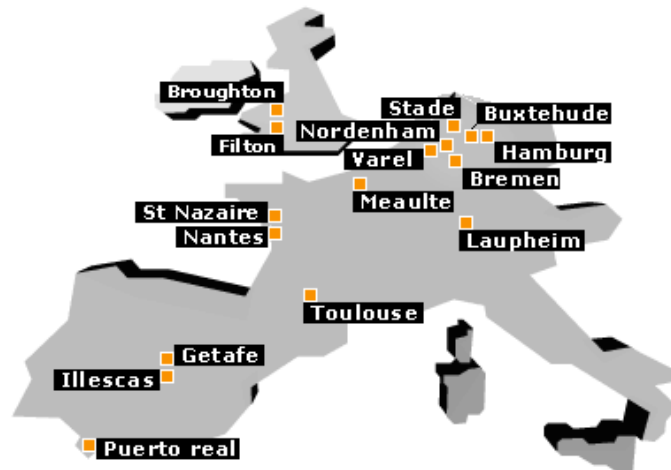 Broughton
Stade
Buxtehude
Nordenham
Filton
Varel
Hamburg
Bremen
Meaulte
St Nazaire
Nantes
Laupheim
Toulouse
Getafe
Illescas
Puerto real